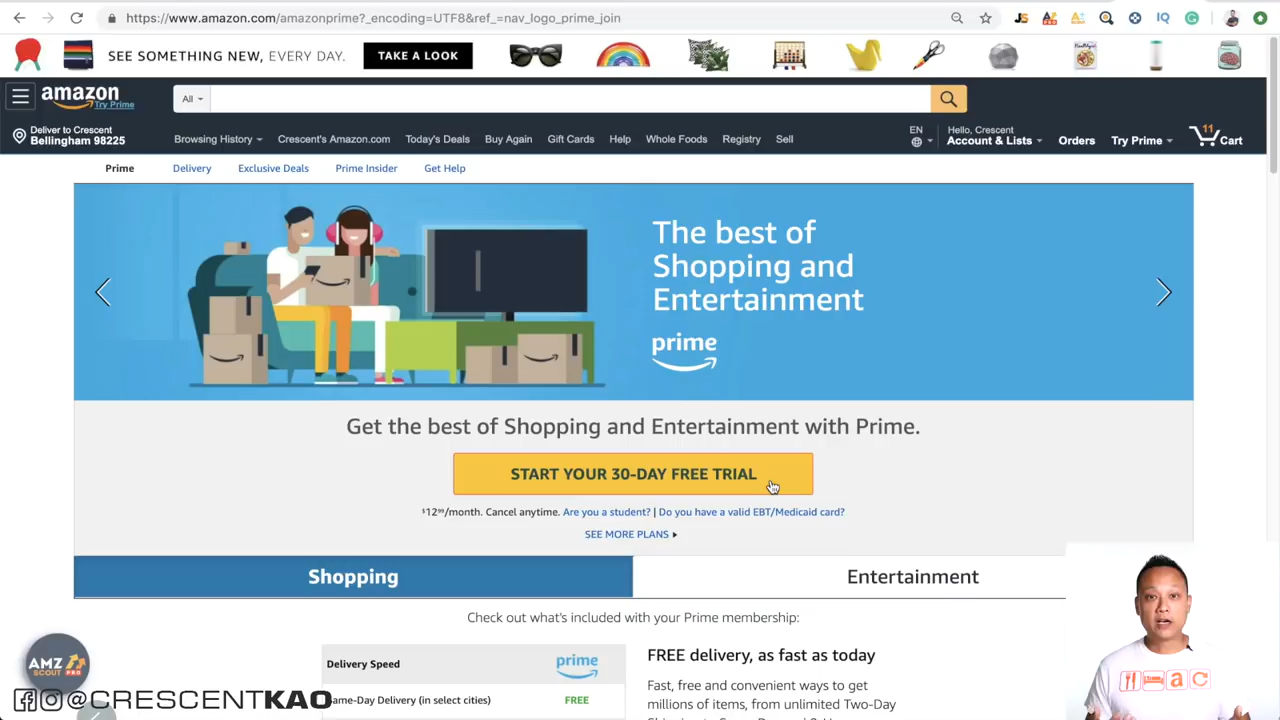 https://www.amazon.com/amazonprime?_encoding=UTF8&ref_=nav_logo_prime_join
JS
IQ
SEE SOMETHING NEW, EVERY DAY.
TAKE A LOOK
amazon
Try Prime
All
Deliver to Crescent
Bellingham 98225
Browsing History
Crescent's Amazon.com
Today's Deals
Buy Again
Gift Cards
Help
Whole Foods
Registry
Sell
EN
Hello, Crescent
Account & Lists
Orders
Try Prime
11
Cart
Prime
Delivery
Exclusive Deals
Prime Insider
Get Help
The best of
Shopping and
Entertainment
prime
Get the best of Shopping and Entertainment with Prime.
START YOUR 30-DAY FREE TRIAL
$12.99/month. Cancel anytime. Are you a student? | Do you have a valid EBT/Medicaid card?
SEE MORE PLANS
Shopping
Entertainment
Check out what's included with your Prime membership:
Delivery Speed
prime
Same-Day Delivery (in select cities)
FREE
FREE delivery, as fast as today
Fast, free and convenient ways to get
millions of items, from unlimited Two-Day
AMZ
SCOUT PRO
@CRESCENTKAO